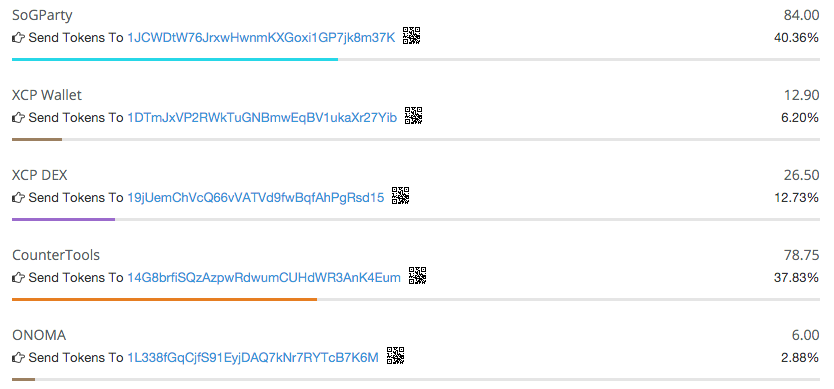 SoGParty 84.00
Send Tokens To 1JCWDtW76JrxwHwnmKXGoxi1GP7jk8m37K 40.36%
XCP Wallet 12.90
Send Tokens To 1DTmJxVP2RWkTuGNBmwEqBV1ukaXr27Yib 6.20%
XCP DEX 26.50
Send Tokens To 19jUemChVcQ66vVATVd9fwBqfAhPgRsd15 12.73%
CounterTools 78.75
Send Tokens To 14G8brfiSQzAzpwRdwumCUHdWR3AnK4Eum 37.83%
ONOMA 6.00
Send Tokens To 1L338fGqCjfS91EyjDAQ7kNr7RYTcB7K6M 2.88%